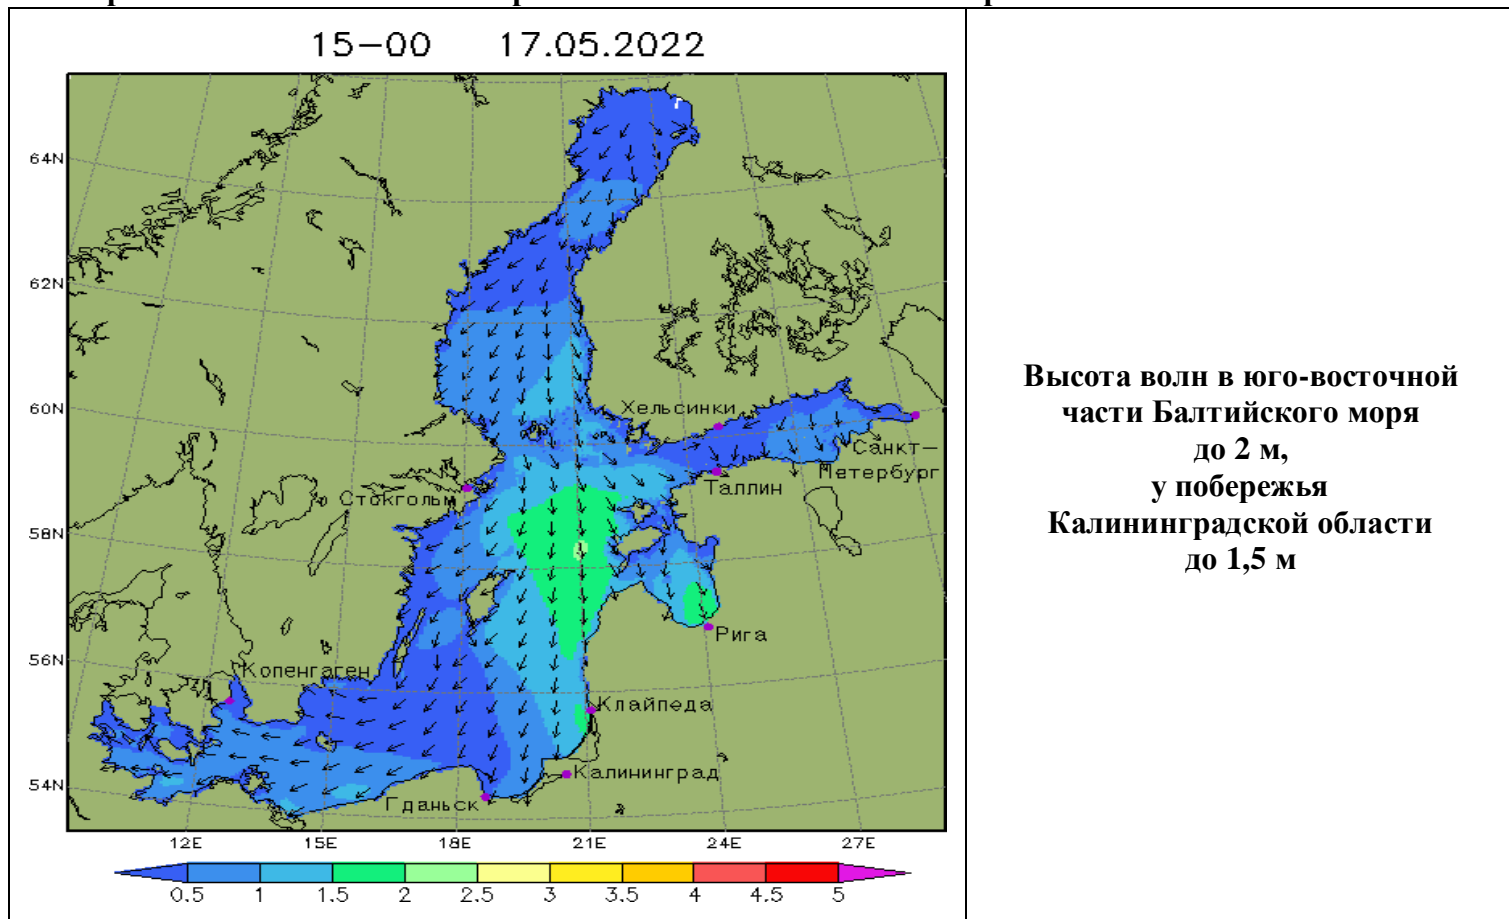 15-00 17.05.2022
64N
62N
60N
58N
56N
54N
Хельсинки
Санкт-
Петербург
Таллин
Стокгольм
Рига
Копенгаген
Клайпеда
Калининград
Гданьск
12E 15E 18E 21E 24E 27E
0.5 1 1.5 2 2.5 3 3.5 4 4.5 5
Высота волн в юго-восточной
части Балтийского моря
до 2 м,
у побережья
Калининградской области
до 1,5 м